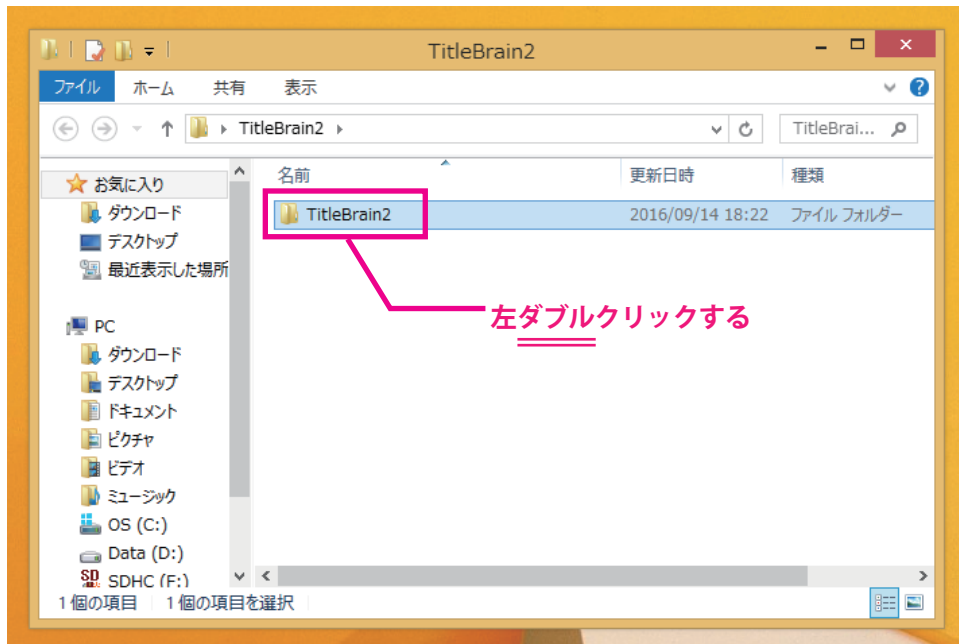 TitleBrain2
ファイル ホーム 共有 表示
TitleBrain2 TitleBrai...
名前 更新日時 種類
お気に入り
TitleBrain2 2016/09/14 18:22 ファイル フォルダー
ダウンロード
デスクトップ
最近表示した場所
左ダブルクリックする
PC
ダウンロード
デスクトップ
ドキュメント
ピクチャ
ビデオ
ミュージック
OS (C:)
Data (D:)
SDHC (F:)
1個の項目 1個の項目を選択